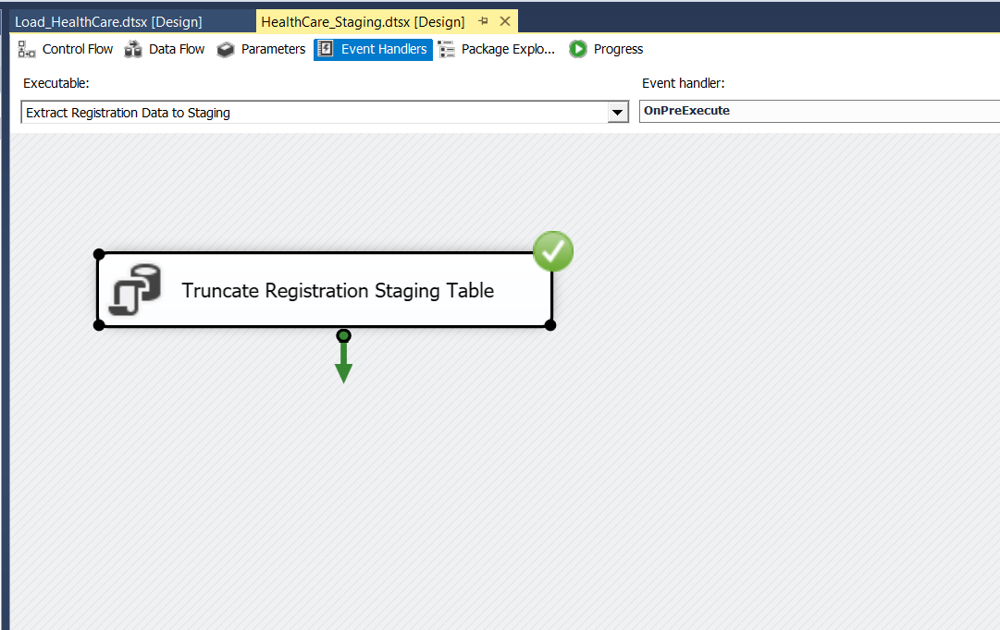 Load_HealthCare.dtsx [Design] HealthCare_Staging.dtsx [Design]
Control Flow Data Flow Parameters Event Handlers Package Explo... Progress
Executable: Event handler:
Extract Registration Data to Staging OnPreExecute
Truncate Registration Staging Table